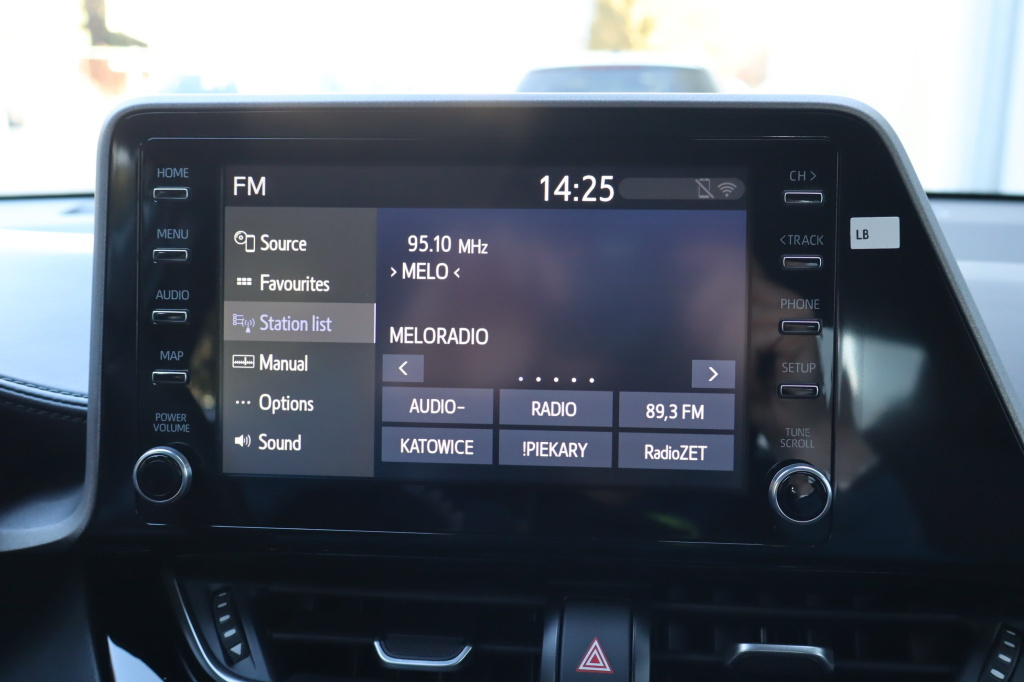 HOME
MENU
AUDIO
MAP
POWER
VOLUME
FM
14:25
Source
Favourites
Station list
Manual
Options
Sound
95.10 MHz
› MELO ‹
MELORADIO
<
>
AUDIO-
RADIO
89,3 FM
KATOWICE
!PIEKARY
RadioZET
CH >
< TRACK
PHONE
SETUP
TUNE
SCROLL
LB